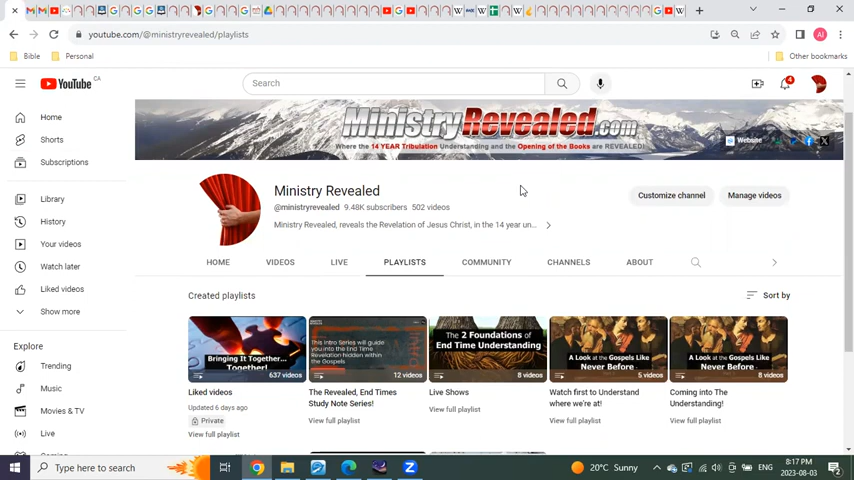 youtube.com/@ministryrevealed/playlists
AI
Bible
Personal
Other bookmarks
YouTube CA
Search
4
MinistryRevealed.com
Where the 14 YEAR Tribulation Understanding and the Opening of the Books are REVEALED!
Website
Home
Shorts
Subscriptions
Library
History
Your videos
Watch later
Liked videos
Show more
Explore
Trending
Music
Movies & TV
Live
Ministry Revealed
@ministryrevealed 9.48K subscribers 502 videos
Ministry Revealed, reveals the Revelation of Jesus Christ, in the 14 year un...
Customize channel
Manage videos
HOME VIDEOS LIVE PLAYLISTS COMMUNITY CHANNELS ABOUT
Created playlists
Sort by
Bringing It Together...
Together!
637 videos
This Intro Series will guide
you into the End Time
Revelation hidden within
the Gospels
12 videos
The 2 Foundations of
End Time Understanding
8 videos
A Look at the Gospels Like
Never Before
5 videos
A Look at the Gospels Like
Never Before
8 videos
Liked videos
Updated 6 days ago
Private
View full playlist
The Revealed, End Times
Study Note Series!
View full playlist
Live Shows
View full playlist
Watch first to Understand
where we're at!
View full playlist
Coming into The
Understanding!
View full playlist
Type here to search
20°C Sunny
ENG
8:17 PM
2023-08-03
2